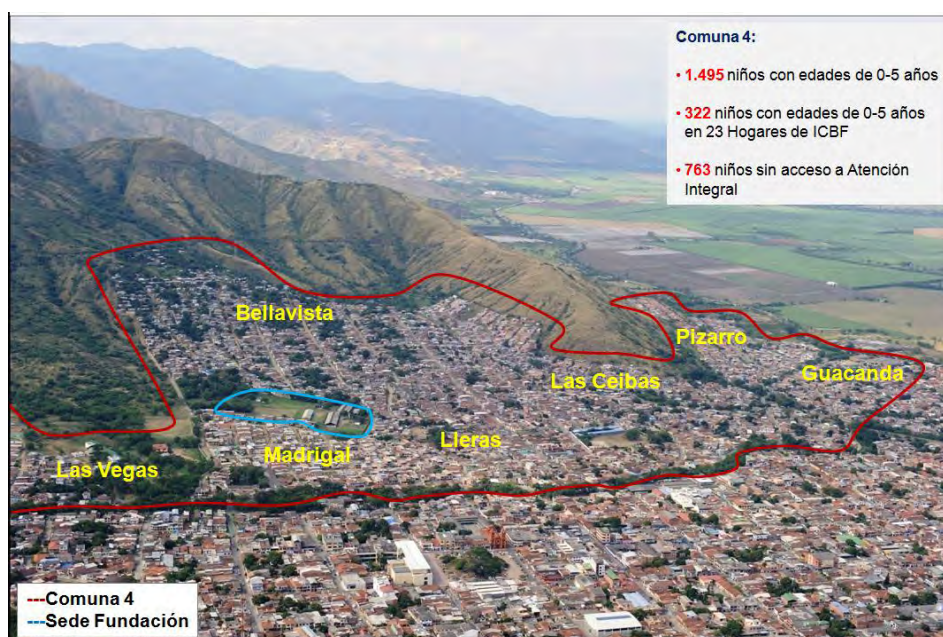 Comuna 4:
• 1.495 niños con edades de 0-5 años
• 322 niños con edades de 0-5 años
en 23 Hogares de ICBF
• 763 niños sin acceso a Atención
Integral
Bellavista
Pizarro
Las Ceibas
Guacanda
Lleras
Madrigal
Las Vegas
---Comuna 4
---Sede Fundación